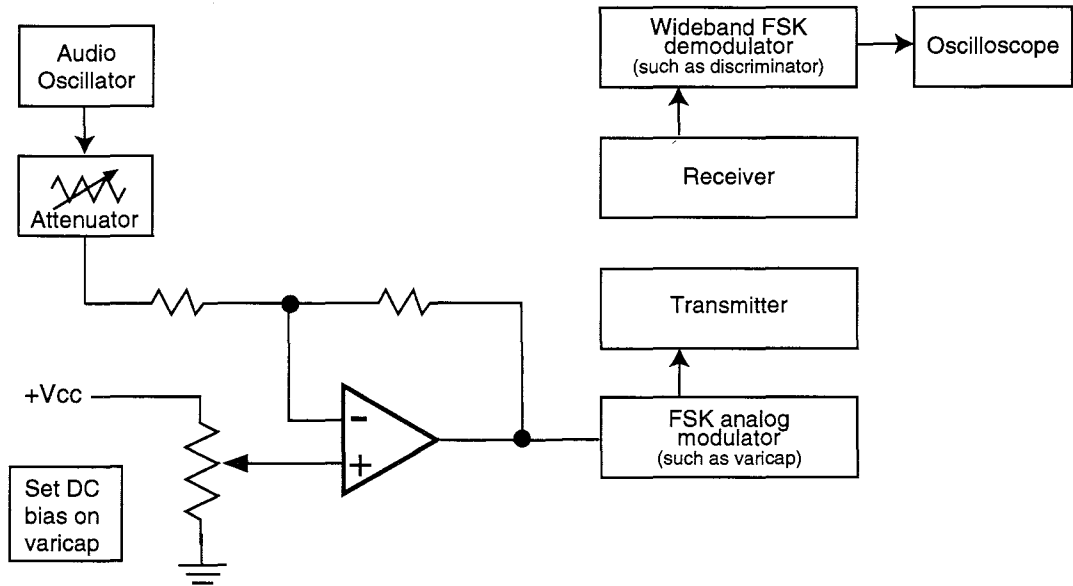 Audio
Oscillator
Attenuator
+Vcc
Set DC
bias on
varicap
-
+
Wideband FSK
demodulator
(such as discriminator)
Oscilloscope
Receiver
Transmitter
FSK analog
modulator
(such as varicap)